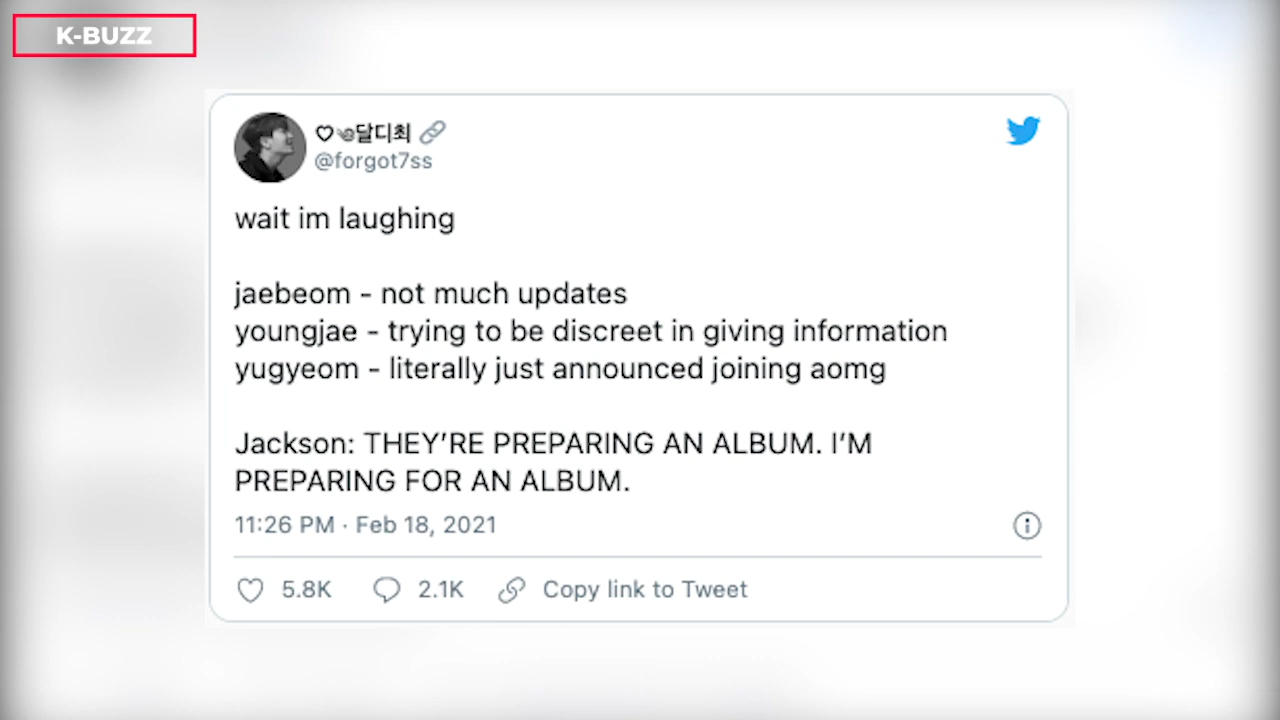 K-BUZZ
♡༄달디최 🔗
@forgot7ss
wait im laughing
jaebeom - not much updates
youngjae - trying to be discreet in giving information
yugyeom - literally just announced joining aomg
Jackson: THEY’RE PREPARING AN ALBUM. I’M
PREPARING FOR AN ALBUM.
11:26 PM · Feb 18, 2021
5.8K 2.1K Copy link to Tweet